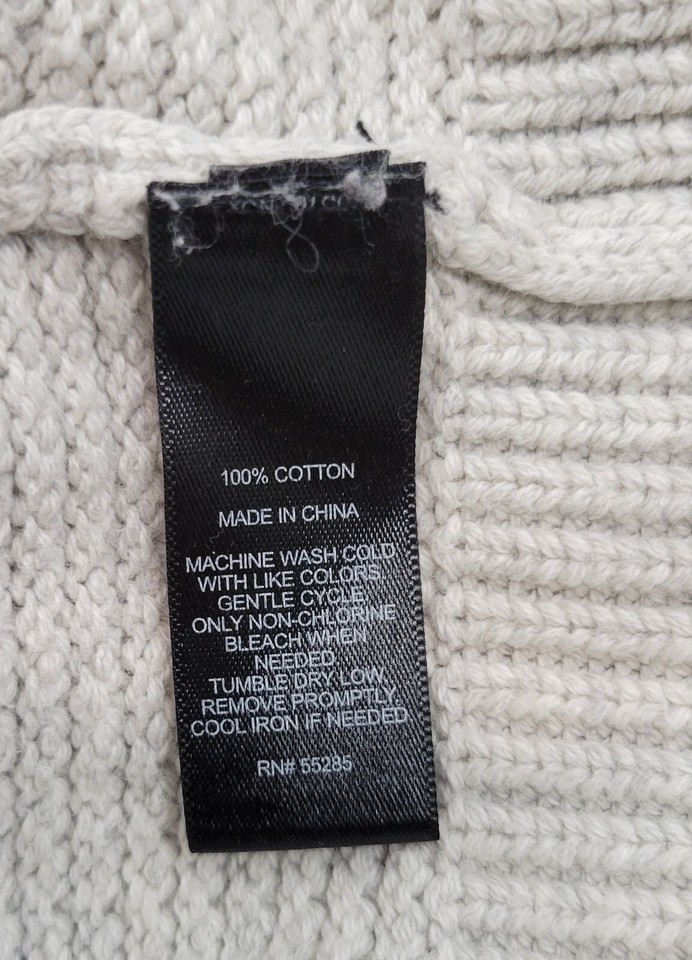 100% COTTON
MADE IN CHINA
MACHINE WASH COLD
WITH LIKE COLORS.
GENTLE CYCLE.
ONLY NON-CHLORINE
BLEACH WHEN
NEEDED.
TUMBLE DRY LOW.
REMOVE PROMPTLY.
COOL IRON IF NEEDED
RN# 55285